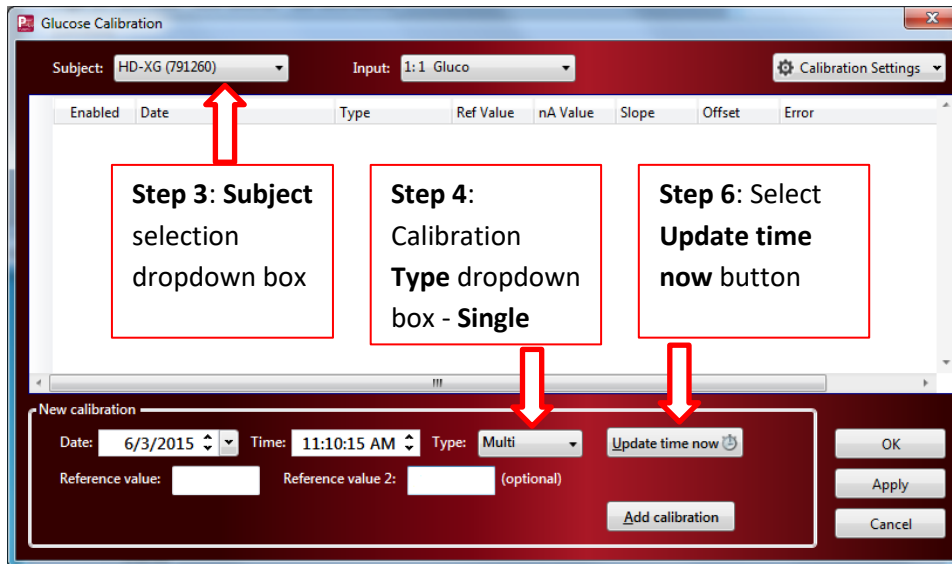 Glucose Calibration
Subject: HD-XG (791260) Input: 1: 1 Gluco Calibration Settings
Enabled Date Type Ref Value nA Value Slope Offset Error
Step 3: Subject
selection
dropdown box
Step 4:
Calibration
Type dropdown
box - Single
Step 6: Select
Update time
now button
New calibration
Date: 6/3/2015 Time: 11:10:15 AM Type: Multi Update time now OK
Reference value: Reference value 2: (optional) Apply
Add calibration Cancel